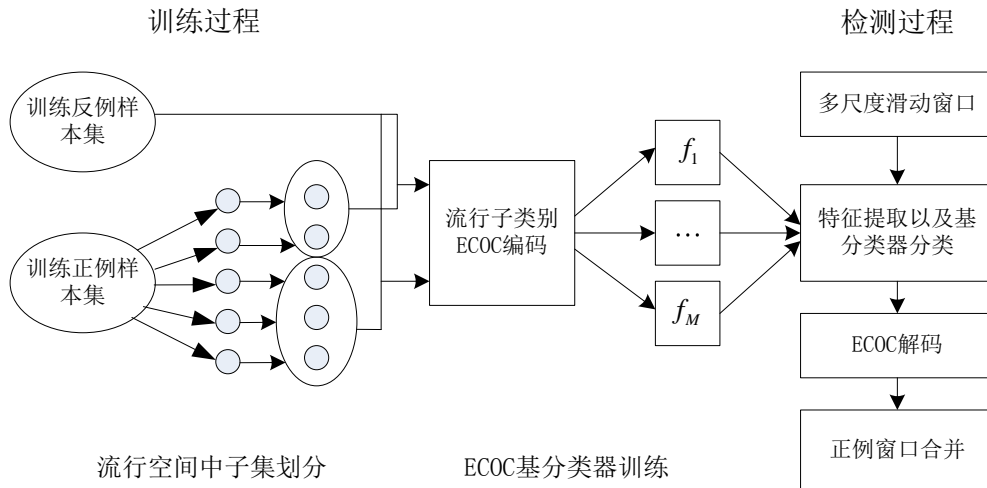 训练过程
检测过程
训练反例样
本集
训练正例样
本集
流行子类别
ECOC编码
f1
...
fM
多尺度滑动窗口
特征提取以及基
分类器分类
ECOC解码
正例窗口合并
流行空间中子集划分
ECOC基分类器训练